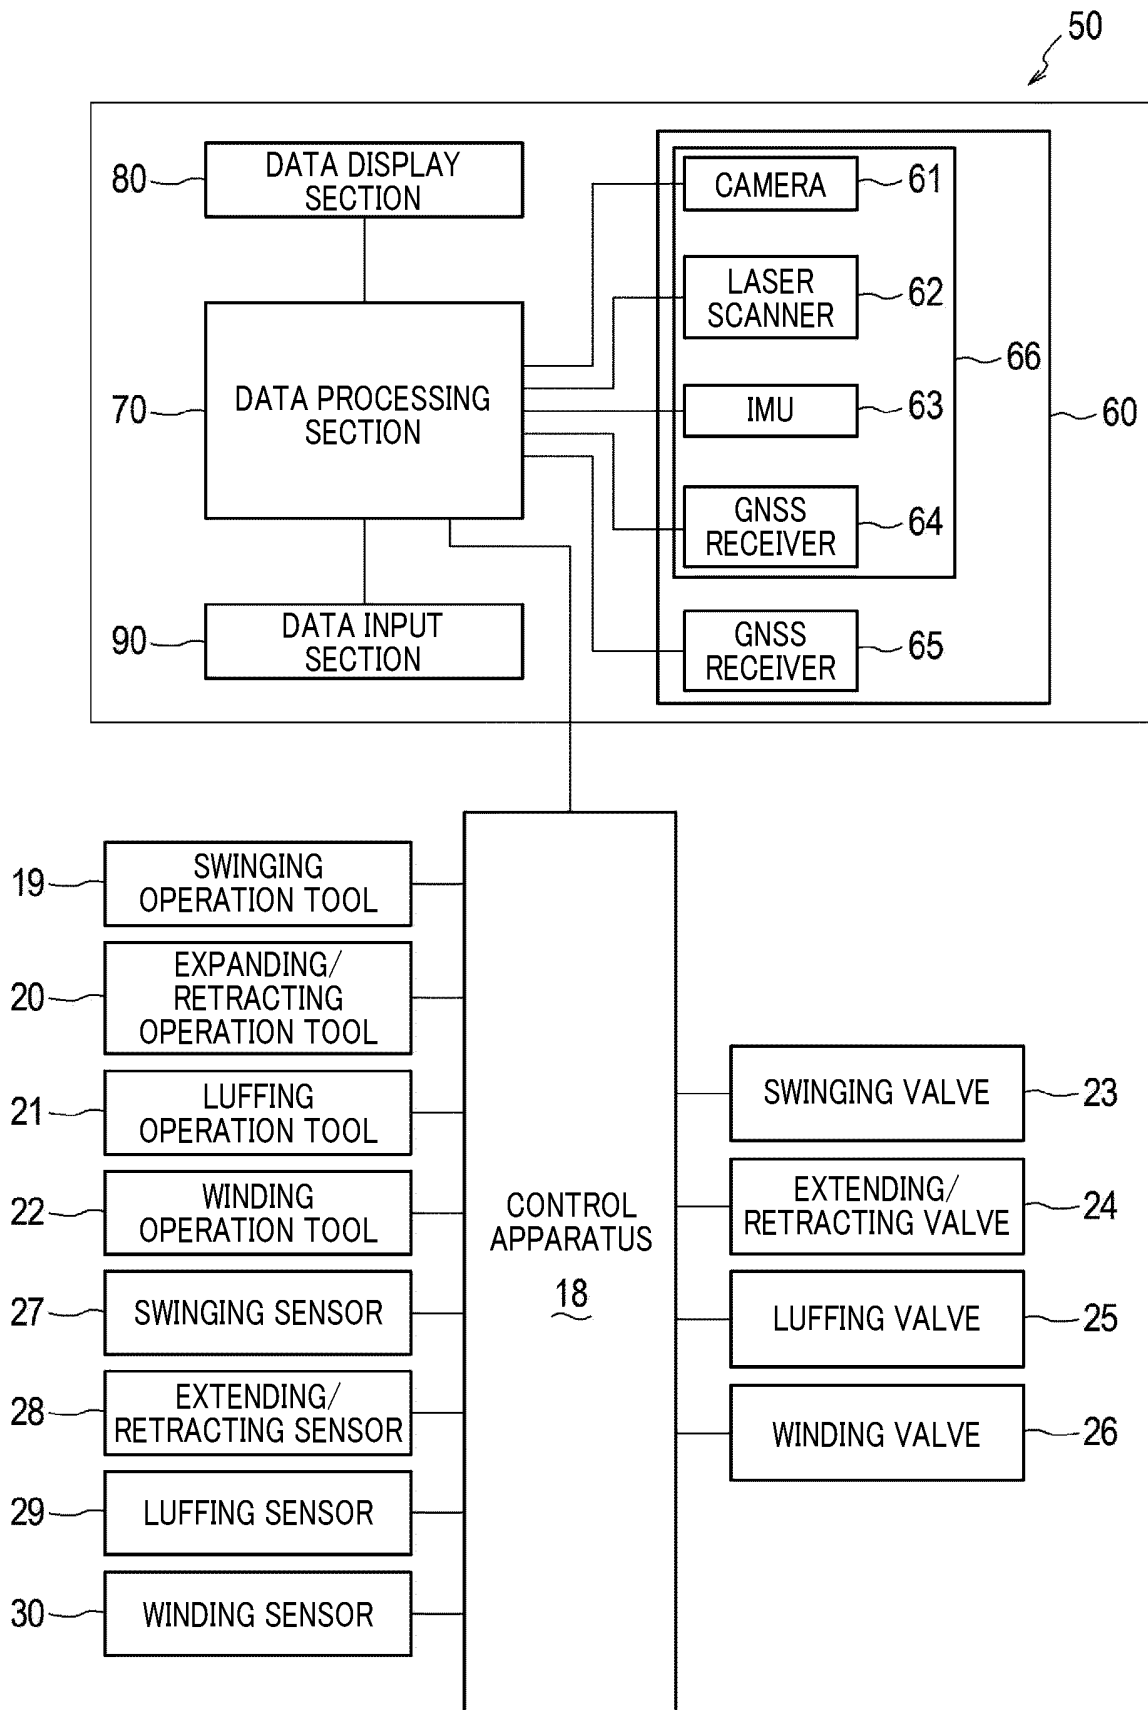 50
80
DATA DISPLAY
SECTION
CAMERA
61
LASER
SCANNER
62
66
70
DATA PROCESSING
SECTION
IMU
63
60
GNSS
RECEIVER
64
90
DATA INPUT
SECTION
GNSS
RECEIVER
65
19
SWINGING
OPERATION TOOL
20
EXPANDING/
RETRACTING
OPERATION TOOL
21
LUFFING
OPERATION TOOL
22
WINDING
OPERATION TOOL
27
SWINGING SENSOR
28
EXTENDING/
RETRACTING SENSOR
29
LUFFING SENSOR
30
WINDING SENSOR
CONTROL
APPARATUS
18
SWINGING VALVE
23
EXTENDING/
RETRACTING VALVE
24
LUFFING VALVE
25
WINDING VALVE
26